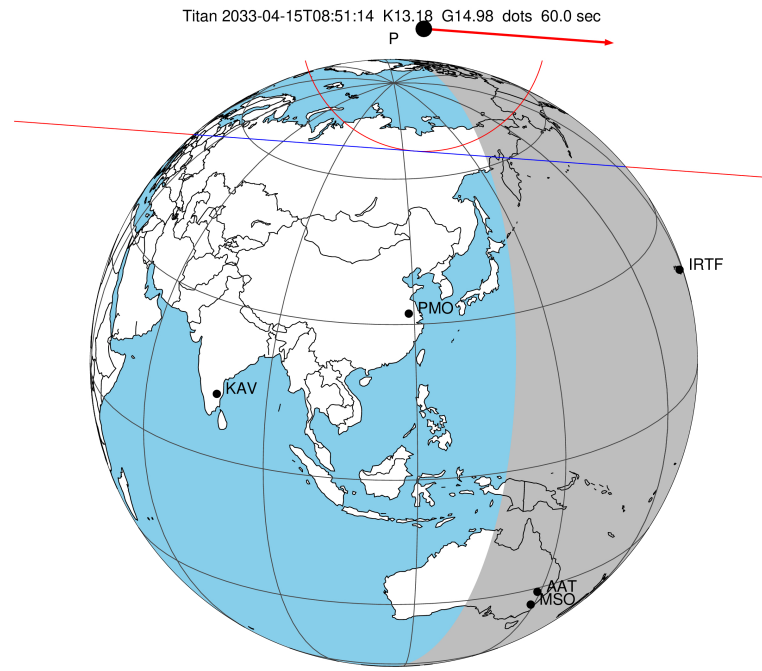 Titan 2033-04-15T08:51:14 K13.18 G14.98 dots 60.0 sec
P
IRTF
PMO
KAV
AAT
MSO